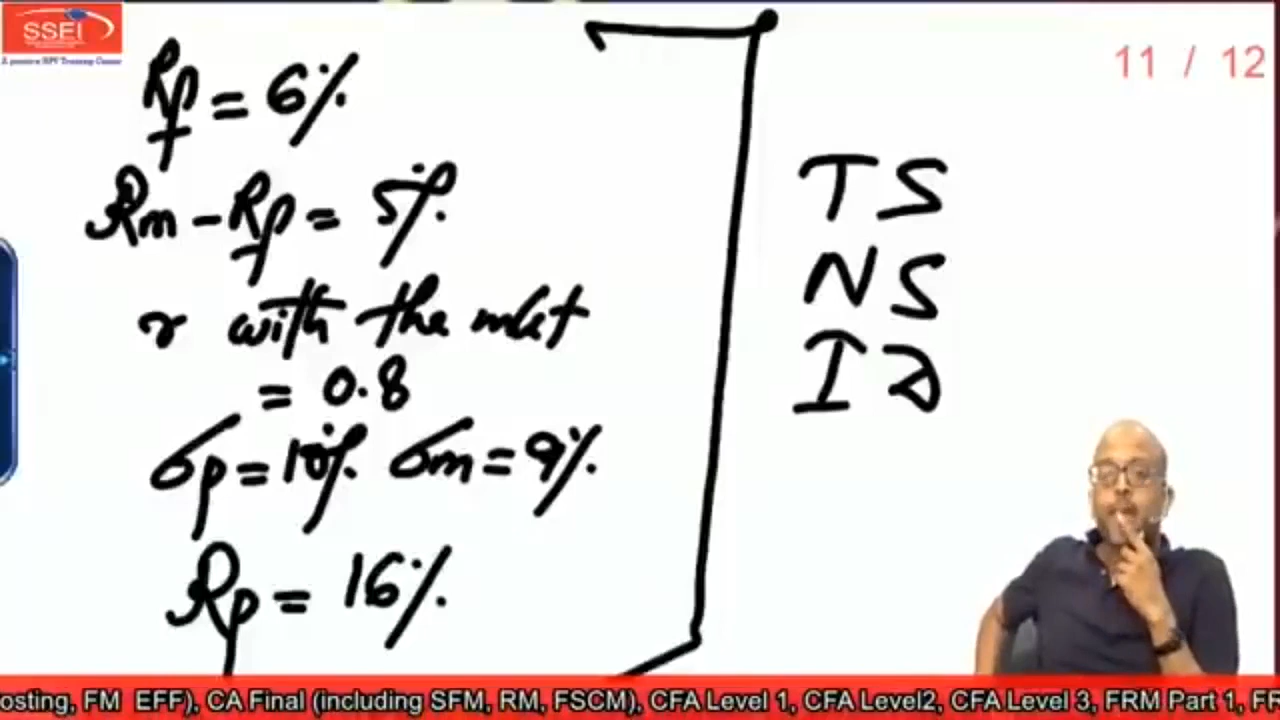 SSEI
11 / 12
Rf = 6%
Rm - Rf = 5%
r with the mkt
= 0.8
σp = 10% σm = 9%
Rp = 16%
TS
NS
ID
osting, FM EFF), CA Final (including SFM, RM, FSCM), CFA Level 1, CFA Level2, CFA Level 3, FRM Part 1, FR